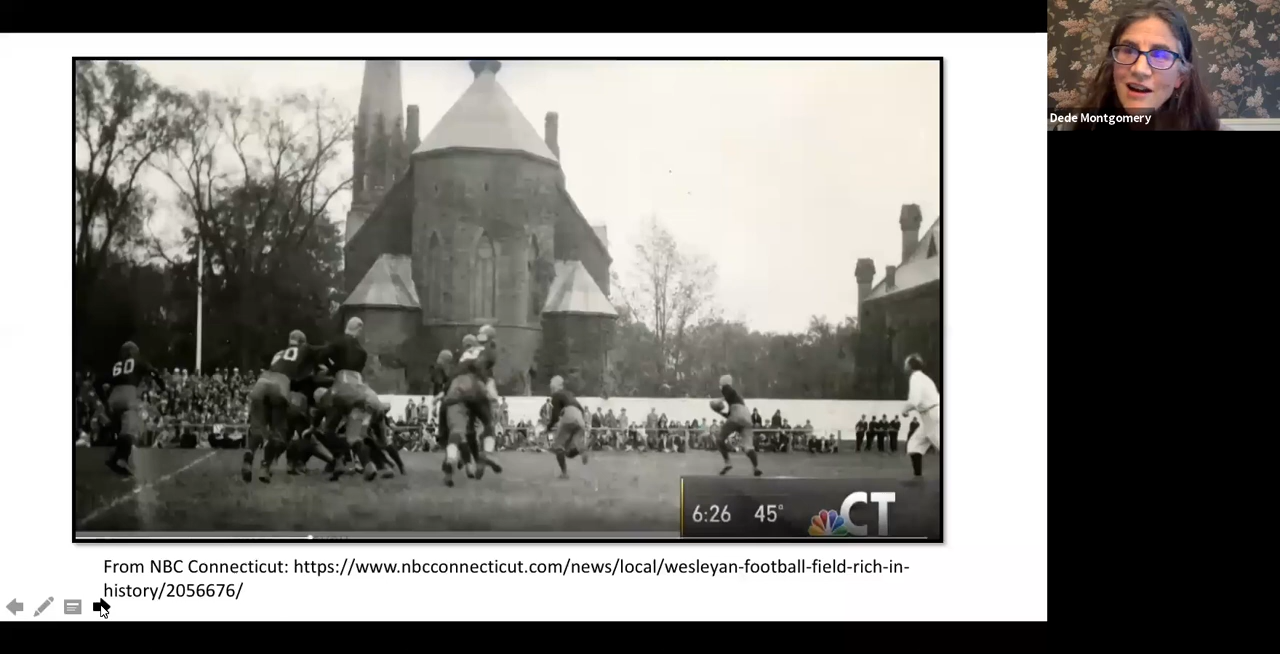 Dede Montgomery
60
6:26 45° CT
From NBC Connecticut: https://www.nbcconnecticut.com/news/local/wesleyan-football-field-rich-in-
history/2056676/